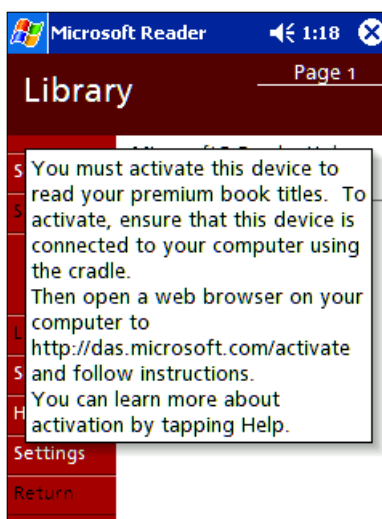 Microsoft Reader 1:18
Page 1
Library
You must activate this device to
read your premium book titles. To
activate, ensure that this device is
connected to your computer using
the cradle.
Then open a web browser on your
computer to
http://das.microsoft.com/activate
and follow instructions.
You can learn more about
activation by tapping Help.
Settings
Return